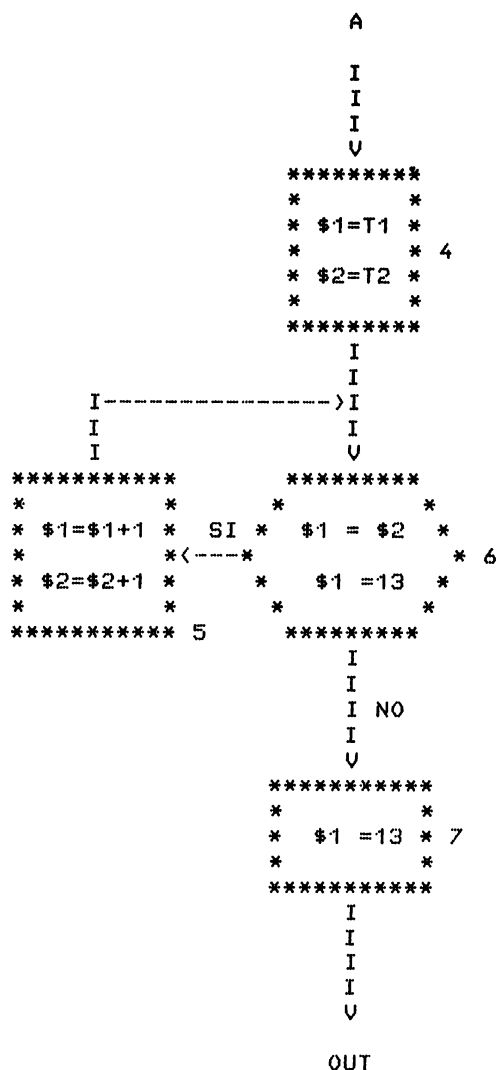 A
$1=T1
4
$2=T2
$1=$1+1 SI $1 = $2
6
$2=$2+1 $1 =13
5
NO
$1 =13 7
OUT